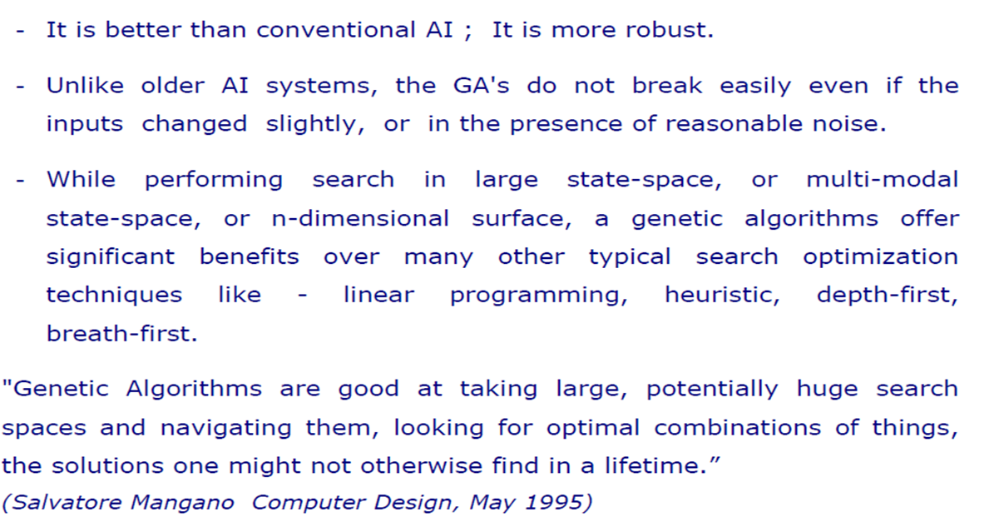 - It is better than conventional AI ; It is more robust.
- Unlike older AI systems, the GA's do not break easily even if the
inputs changed slightly, or in the presence of reasonable noise.
- While performing search in large state-space, or multi-modal
state-space, or n-dimensional surface, a genetic algorithms offer
significant benefits over many other typical search optimization
techniques like - linear programming, heuristic, depth-first,
breath-first.
"Genetic Algorithms are good at taking large, potentially huge search
spaces and navigating them, looking for optimal combinations of things,
the solutions one might not otherwise find in a lifetime.”
(Salvatore Mangano Computer Design, May 1995)